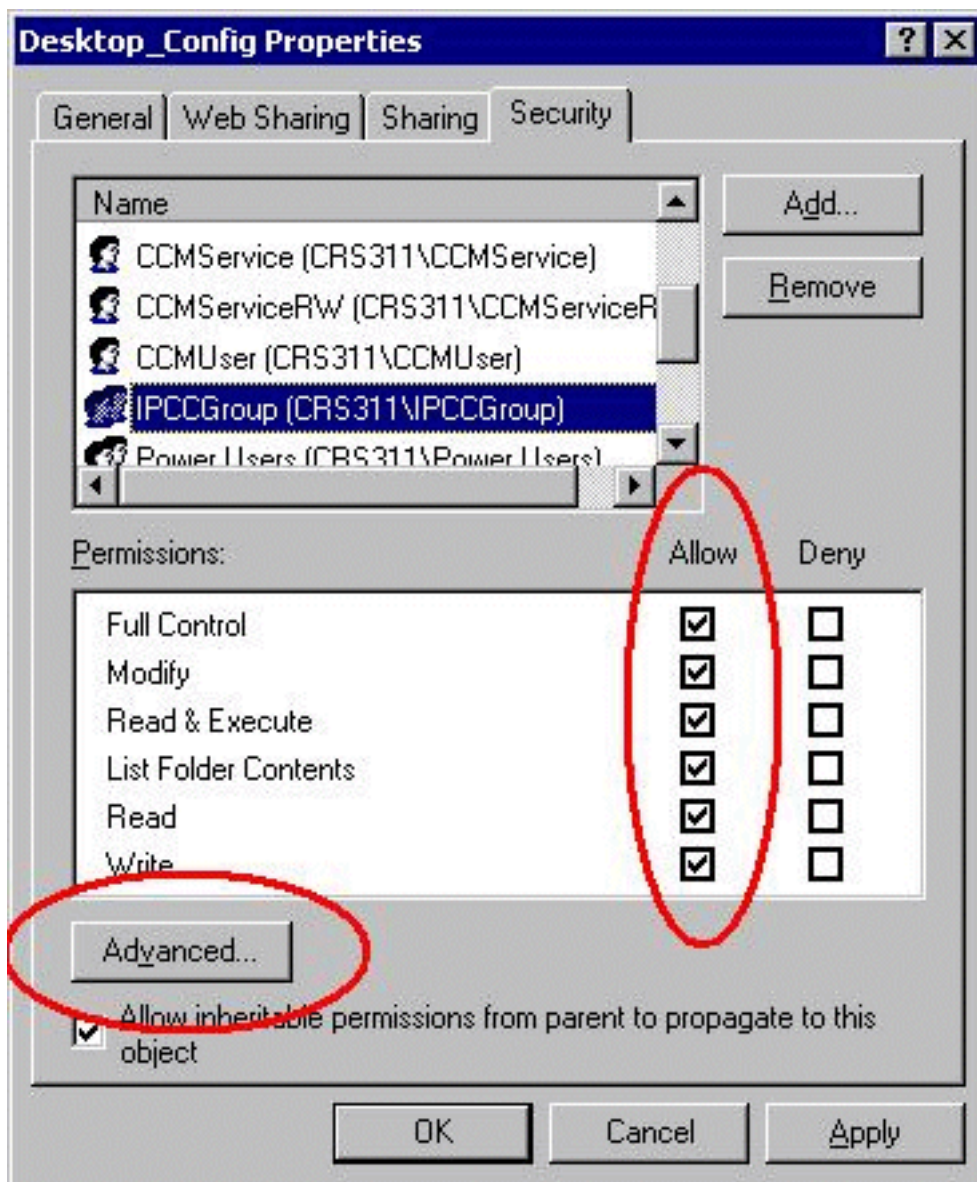 Desktop_Config Properties
General Web Sharing Sharing Security
Name
CCMService (CRS311\CCMService)
CCMServiceRW (CRS311\CCMServiceR
CCMUser (CRS311\CCMUser)
IPCCGroup (CRS311\IPCCGroup)
Power Users (CRS311\Power Users)
Add...
Remove
Permissions: Allow Deny
Full Control
Modify
Read & Execute
List Folder Contents
Read
Write
Advanced...
Allow inheritable permissions from parent to propagate to this
object
OK Cancel Apply